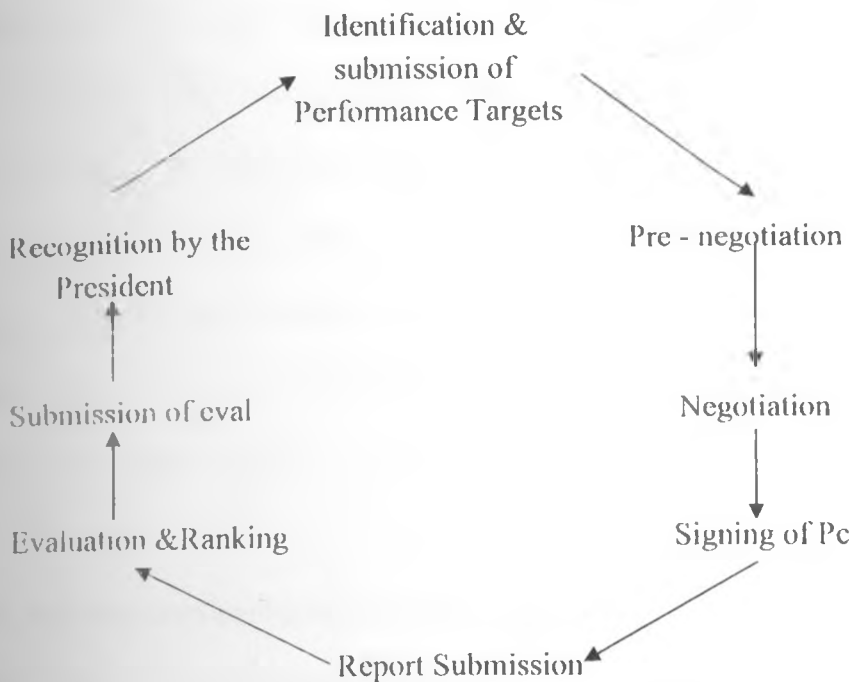 Identification &
submission of
Performance Targets
Pre - negotiation
Negotiation
Signing of Pc
Report Submission
Evaluation &Ranking
Submission of eval
Recognition by the
President